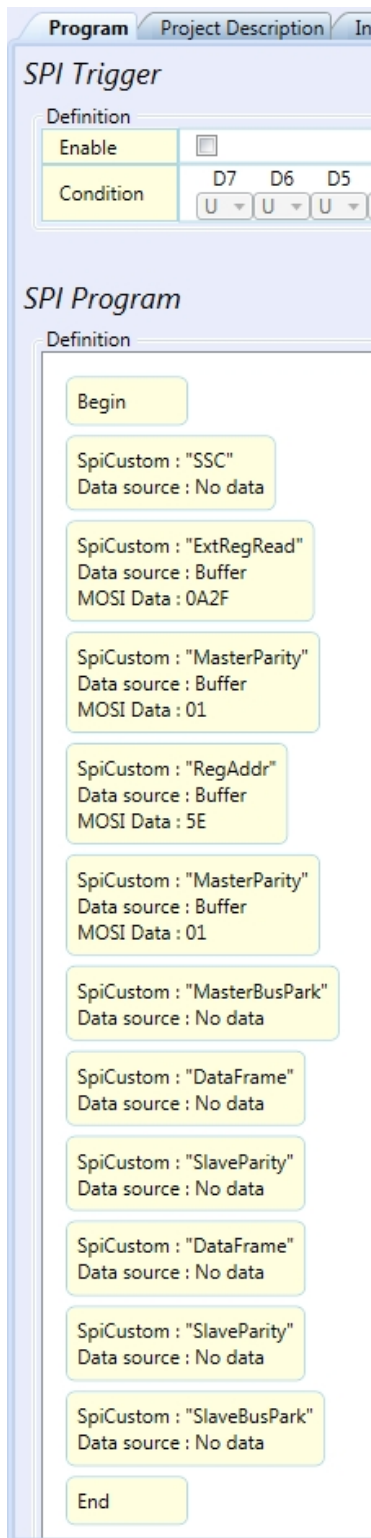 Program Project Description In
SPI Trigger
Definition
Enable
Condition
D7 D6 D5
U U U
SPI Program
Definition
Begin
SpiCustom : "SSC"
Data source : No data
SpiCustom : "ExtRegRead"
Data source : Buffer
MOSI Data : 0A2F
SpiCustom : "MasterParity"
Data source : Buffer
MOSI Data : 01
SpiCustom : "RegAddr"
Data source : Buffer
MOSI Data : 5E
SpiCustom : "MasterParity"
Data source : Buffer
MOSI Data : 01
SpiCustom : "MasterBusPark"
Data source : No data
SpiCustom : "DataFrame"
Data source : No data
SpiCustom : "SlaveParity"
Data source : No data
SpiCustom : "DataFrame"
Data source : No data
SpiCustom : "SlaveParity"
Data source : No data
SpiCustom : "SlaveBusPark"
Data source : No data
End